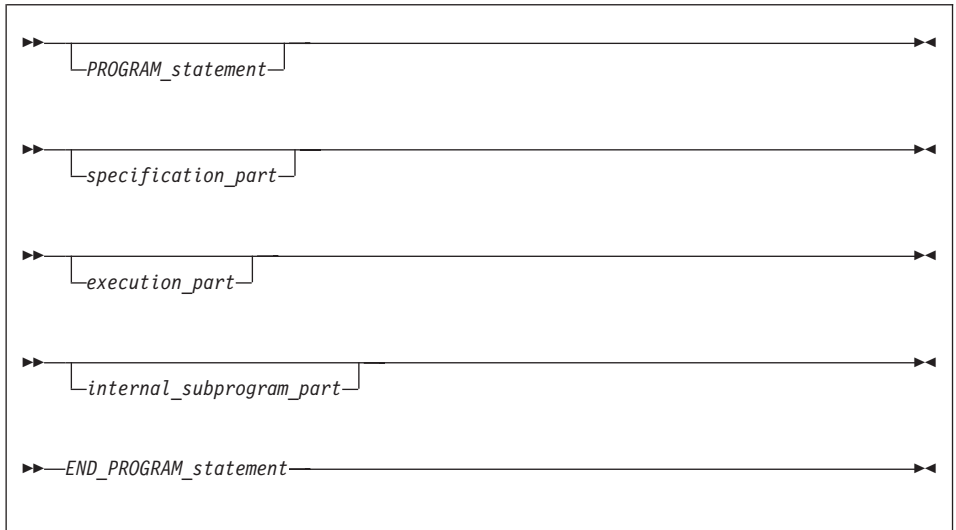 PROGRAM_statement
specification_part
execution_part
internal_subprogram_part
END_PROGRAM_statement